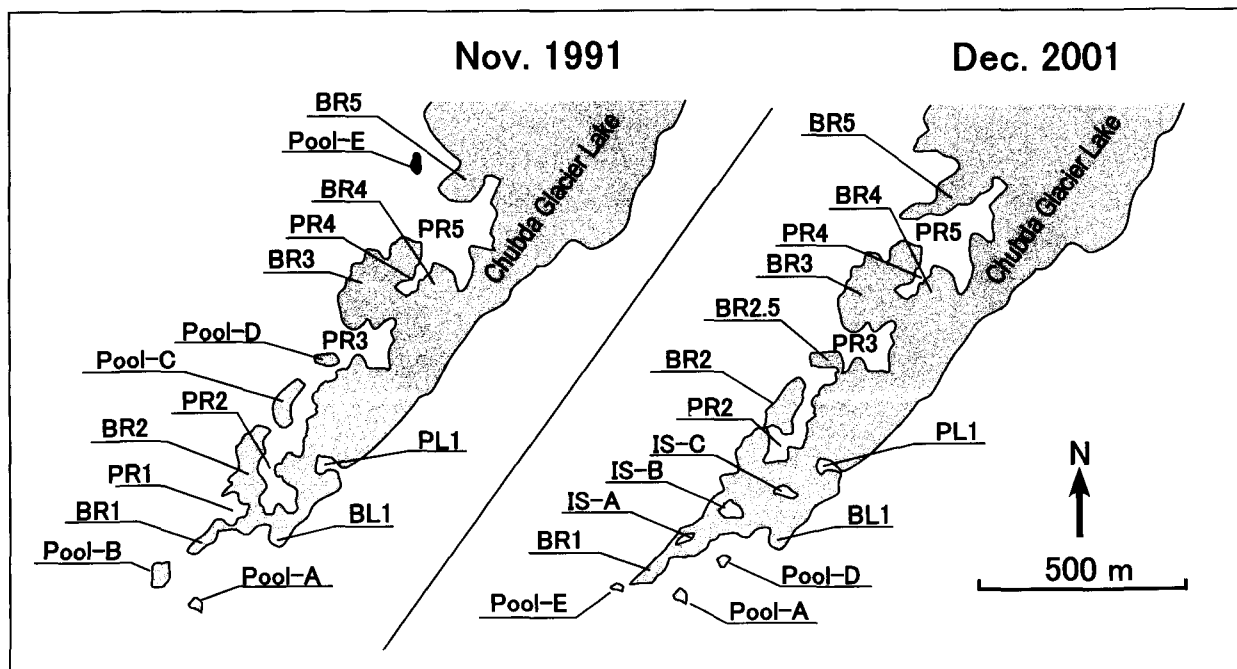 Nov. 1991
BR5
Pool-E
BR4
PR5
PR4
BR3
Chubda Glacier Lake
Pool-D
PR3
Pool-C
PR2
BR2
PL1
PR1
BR1
BL1
Pool-B
Pool-A
Dec. 2001
BR5
BR4
PR5
PR4
BR3
Chubda Glacier Lake
BR2.5
PR3
BR2
PR2
IS-C
PL1
IS-B
IS-A
BL1
BR1
Pool-D
Pool-E
Pool-A
N
500 m